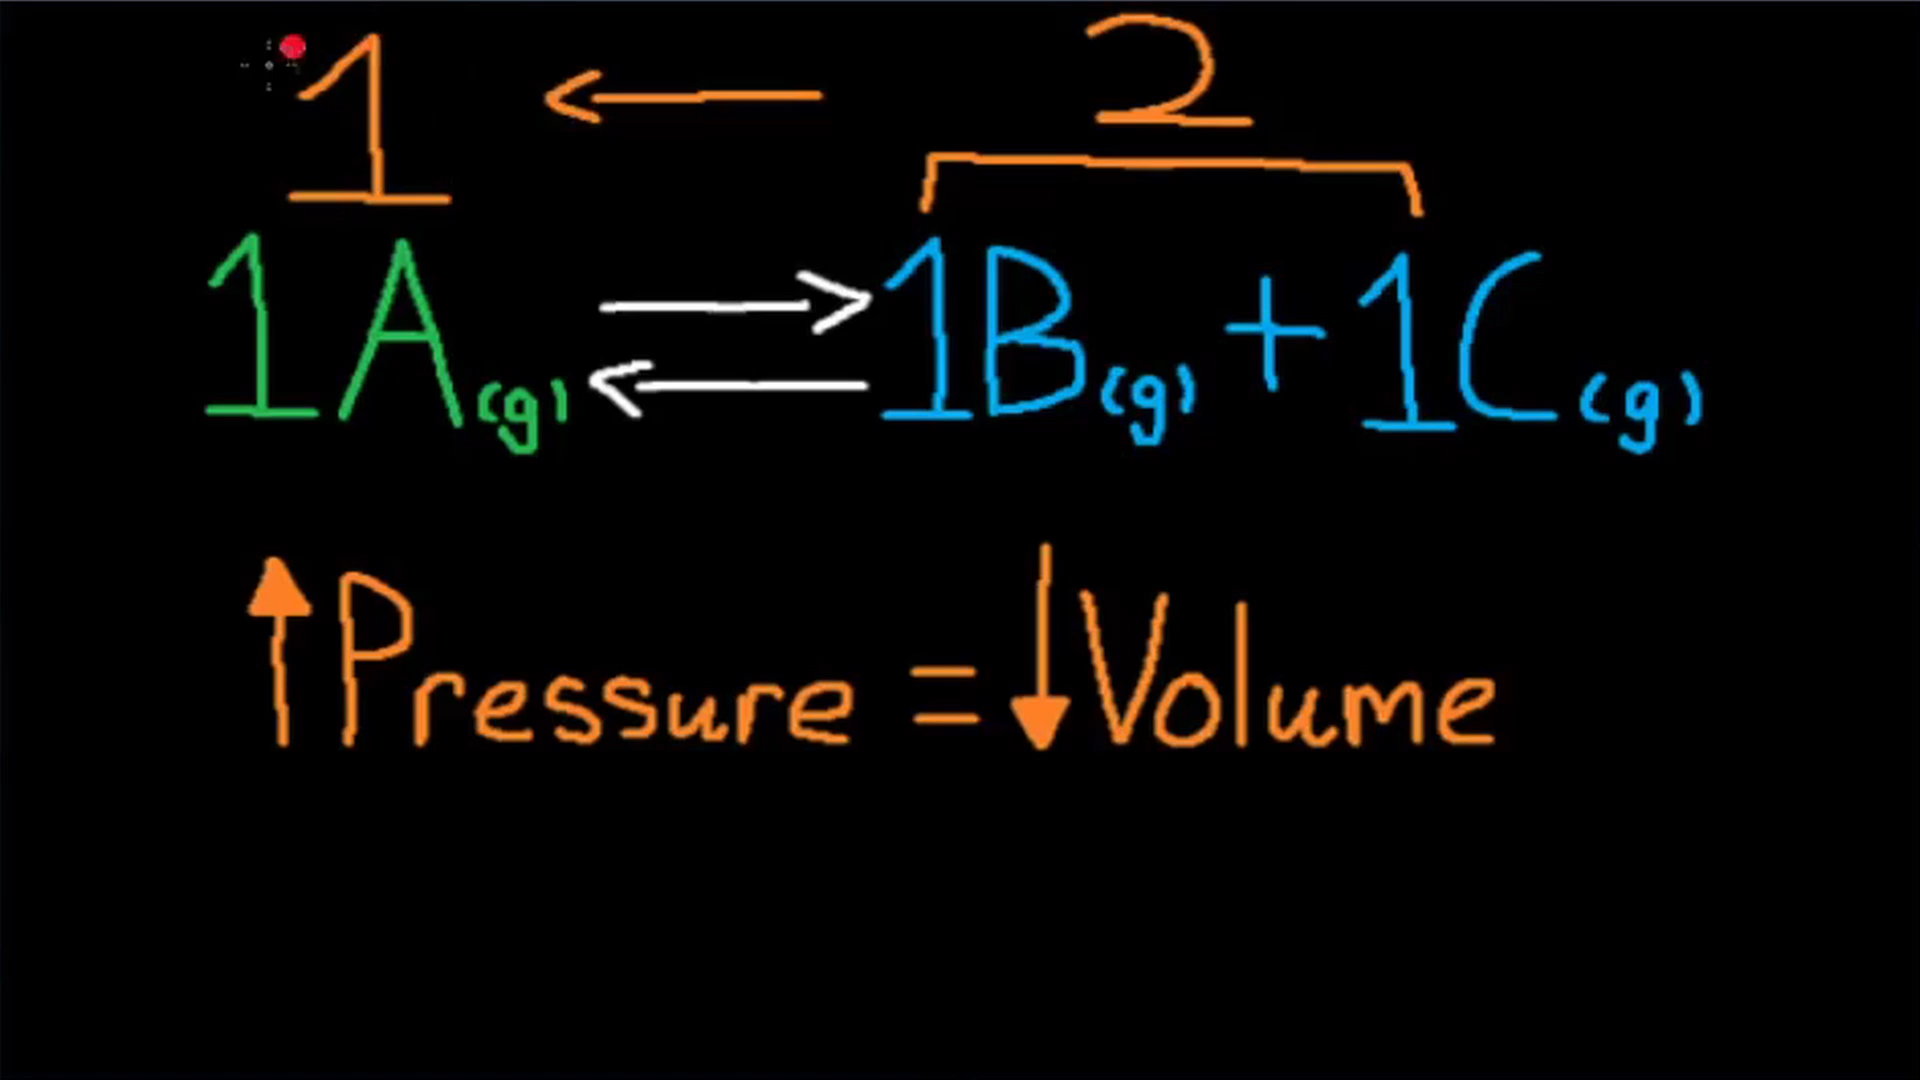 1 ← 2
1A(g) ⇌ 1B(g) + 1C(g)
↑Pressure = ↓Volume